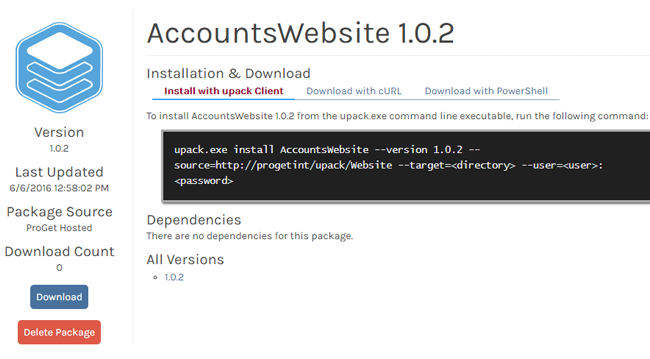 AccountsWebsite 1.0.2
Version
1.0.2
Last Updated
6/6/2016 12:58:02 PM
Package Source
ProGet Hosted
Download Count
0
Download
Delete Package
Installation & Download
Install with upack Client Download with cURL Download with PowerShell
To install AccountsWebsite 1.0.2 from the upack.exe command line executable, run the following command:
upack.exe install AccountsWebsite --version 1.0.2 --
source=http://progetint/upack/Website --target=<directory> --user=<user>:
<password>
Dependencies
There are no dependencies for this package.
All Versions
1.0.2